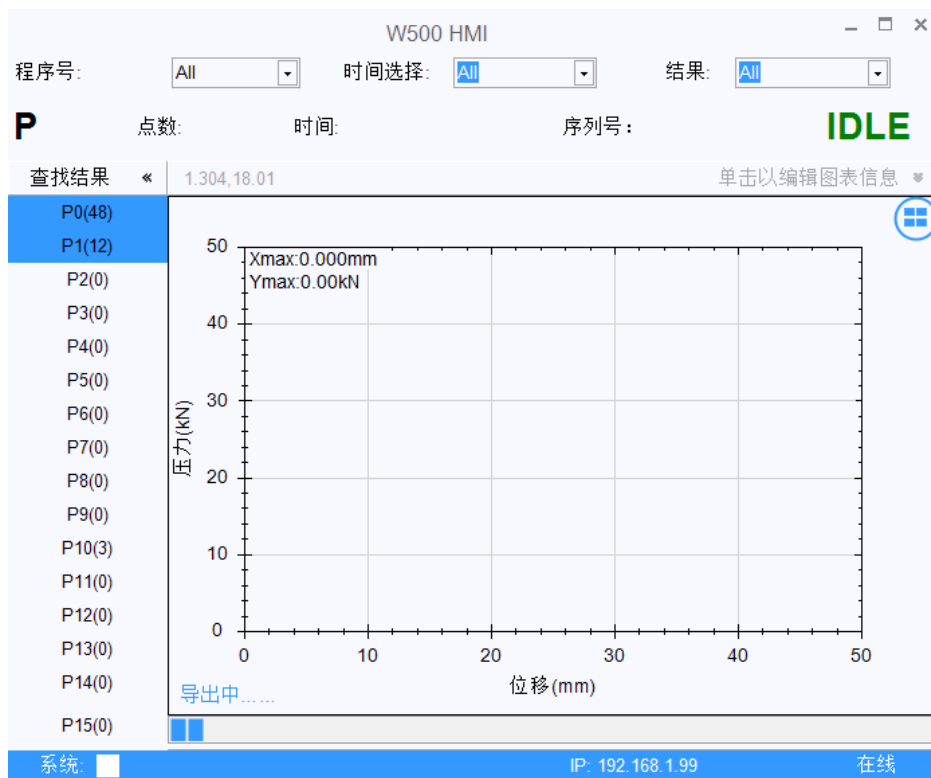 W500 HMI
程序号: All 时间选择: All 结果: All
P 点数: 时间: 序列号： IDLE
查找结果 « 1.304,18.01 单击以编辑图表信息
P0(48)
P1(12)
P2(0)
P3(0)
P4(0)
P5(0)
P6(0)
P7(0)
P8(0)
P9(0)
P10(3)
P11(0)
P12(0)
P13(0)
P14(0)
P15(0)
Xmax:0.000mm
Ymax:0.00kN
50
40
30
20
10
0
压力(kN)
0 10 20 30 40 50
位移(mm)
导出中......
系统: IP: 192.168.1.99 在线